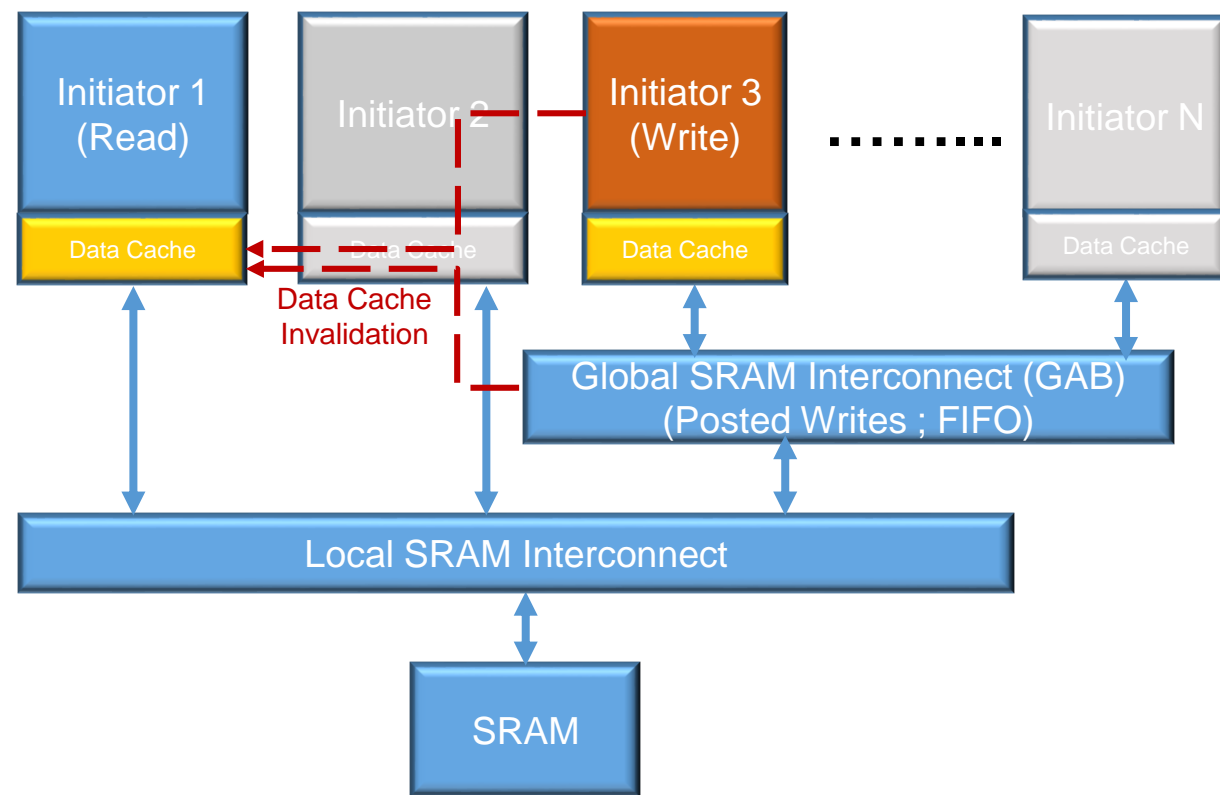 Initiator 1
(Read)
Initiator 2
Initiator 3
(Write)
Initiator N
Data Cache
Data Cache
Data Cache
Data Cache
Data Cache
Invalidation
Global SRAM Interconnect (GAB)
(Posted Writes ; FIFO)
Local SRAM Interconnect
SRAM